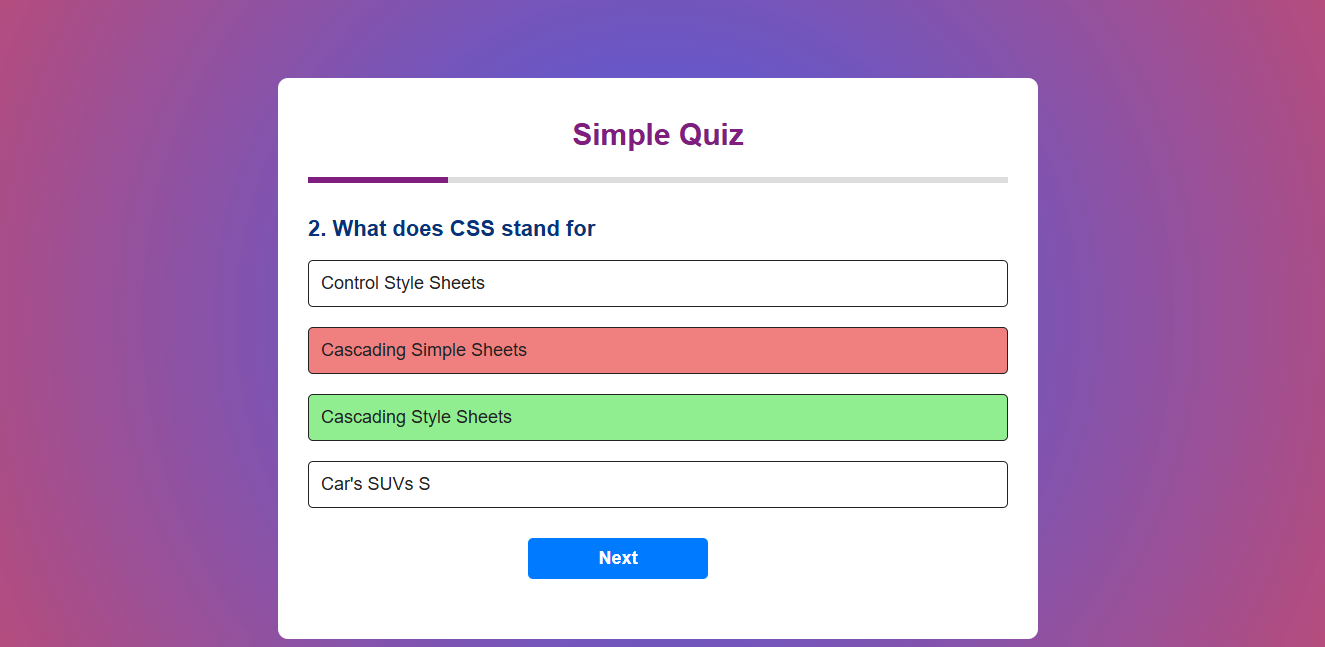 Simple Quiz
2. What does CSS stand for
Control Style Sheets
Cascading Simple Sheets
Cascading Style Sheets
Car's SUVs S
Next